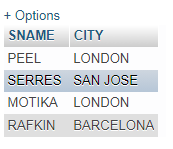 + Options
SNAME CITY
PEEL LONDON
SERRES SAN JOSE
MOTIKA LONDON
RAFKIN BARCELONA